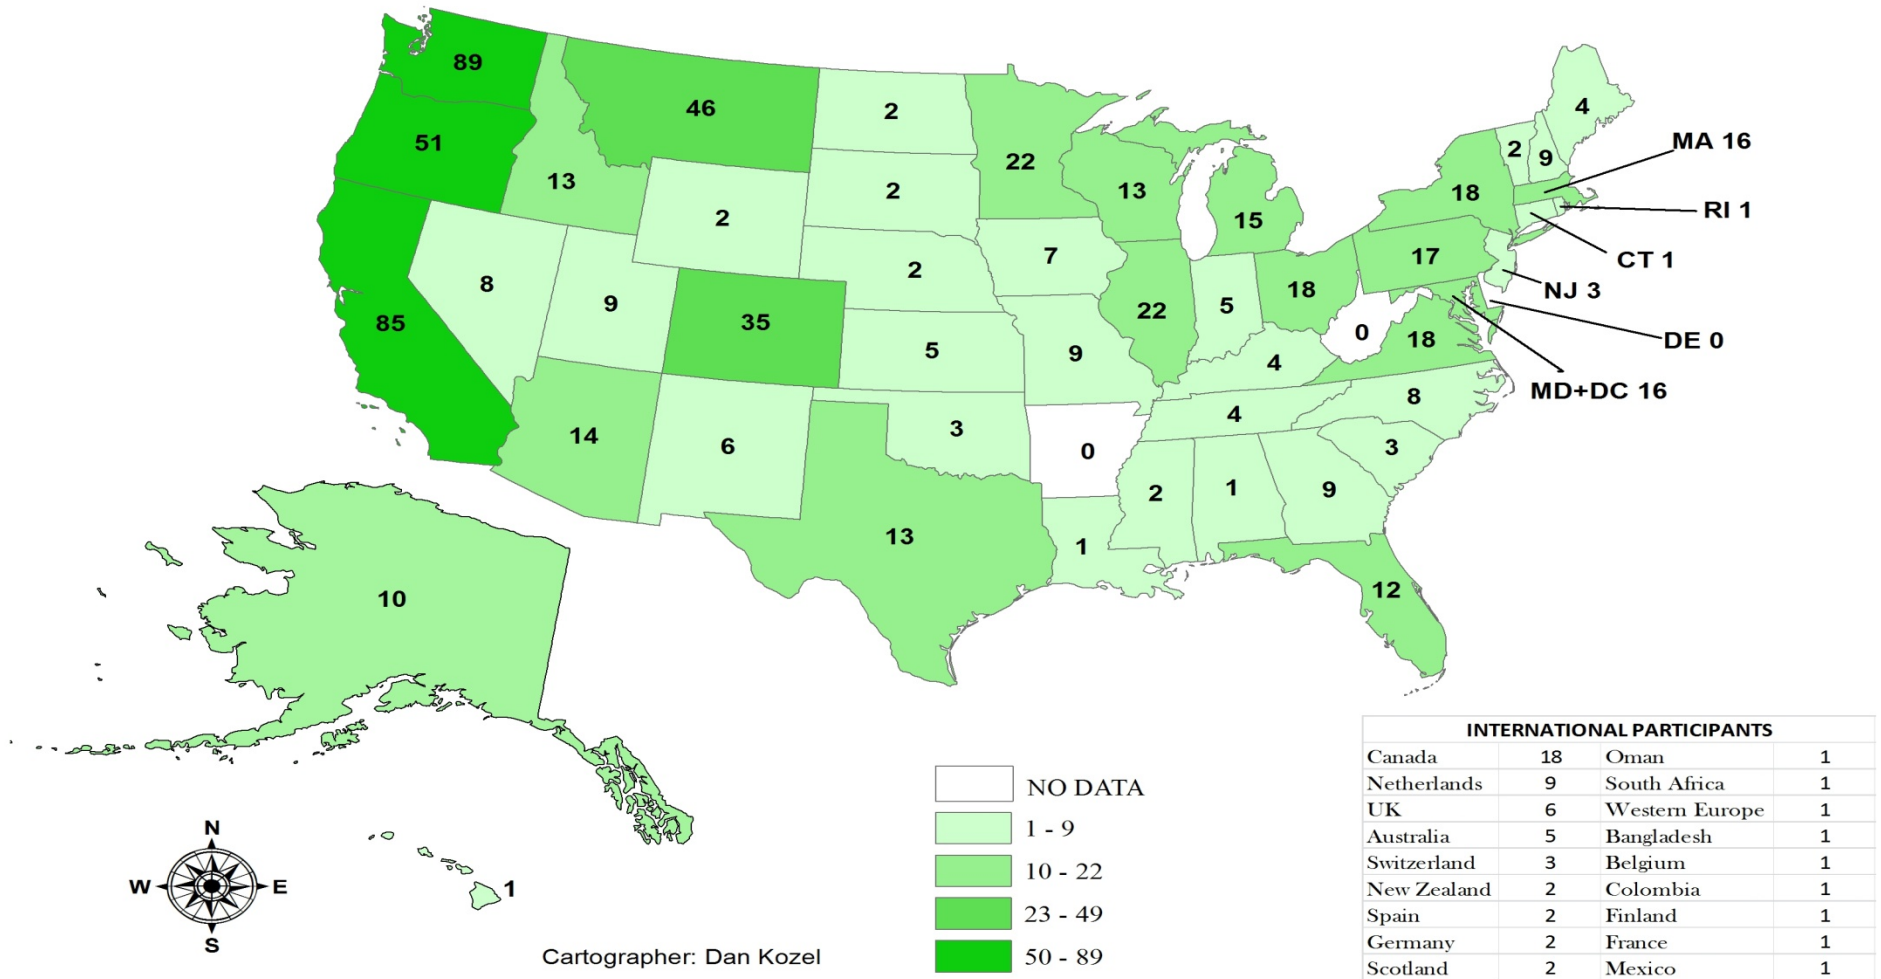 89
46
2
4
51
22
2
9
MA 16
13
2
13
18
2
15
RI 1
7
17
CT 1
8
9
2
18
NJ 3
85
35
22
5
0
18
DE 0
5
9
4
MD+DC 16
14
6
3
0
4
8
3
2
1
9
13
1
12
10
1
N
W E
S
Cartographer: Dan Kozel
NO DATA
1 - 9
10 - 22
23 - 49
50 - 89
INTERNATIONAL PARTICIPANTS
Canada 18 Oman 1
Netherlands 9 South Africa 1
UK 6 Western Europe 1
Australia 5 Bangladesh 1
Switzerland 3 Belgium 1
New Zealand 2 Colombia 1
Spain 2 Finland 1
Germany 2 France 1
Scotland 2 Mexico 1